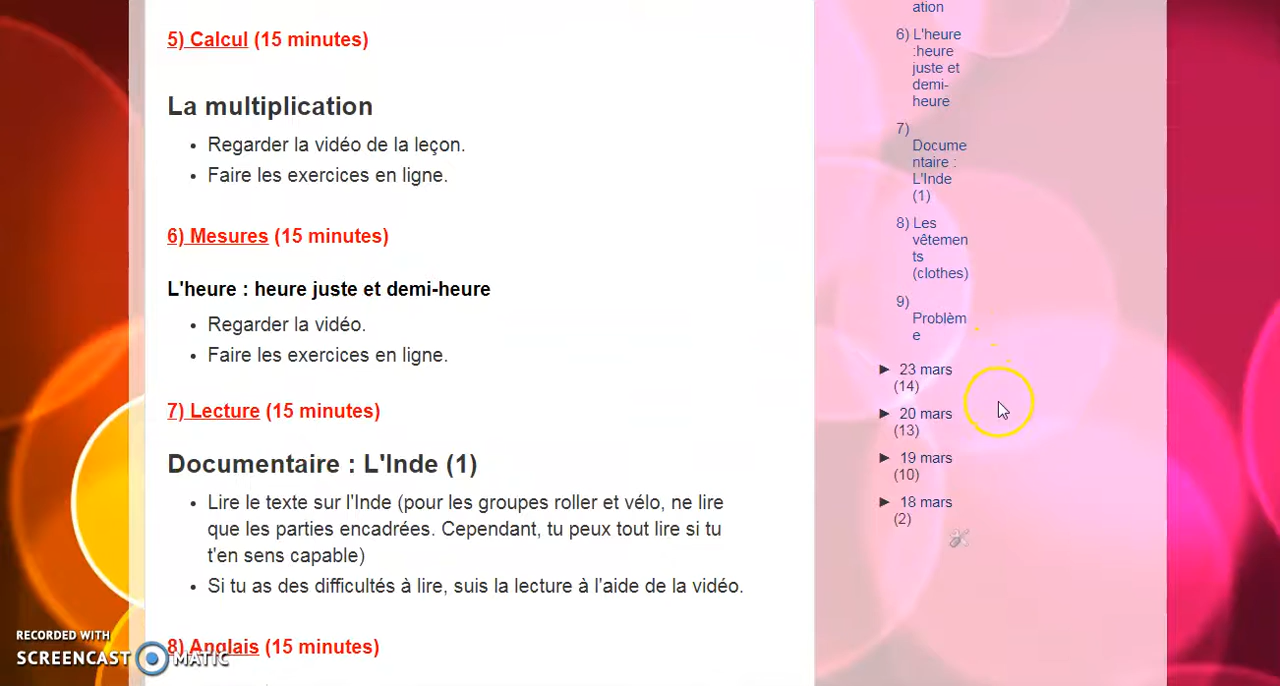 5) Calcul (15 minutes)
La multiplication
• Regarder la vidéo de la leçon.
• Faire les exercices en ligne.
6) Mesures (15 minutes)
L'heure : heure juste et demi-heure
• Regarder la vidéo.
• Faire les exercices en ligne.
7) Lecture (15 minutes)
Documentaire : L'Inde (1)
• Lire le texte sur l'Inde (pour les groupes roller et vélo, ne lire
que les parties encadrées. Cependant, tu peux tout lire si tu
t'en sens capable)
• Si tu as des difficultés à lire, suis la lecture à l'aide de la vidéo.
8) Anglais (15 minutes)
ation
6) L'heure
:heure
juste et
demi-
heure
7)
Docume
ntaire :
L'Inde
(1)
8) Les
vêtemen
ts
(clothes)
9)
Problèm
e
► 23 mars
(14)
► 20 mars
(13)
► 19 mars
(10)
► 18 mars
(2)
RECORDED WITH
SCREENCAST MATIC